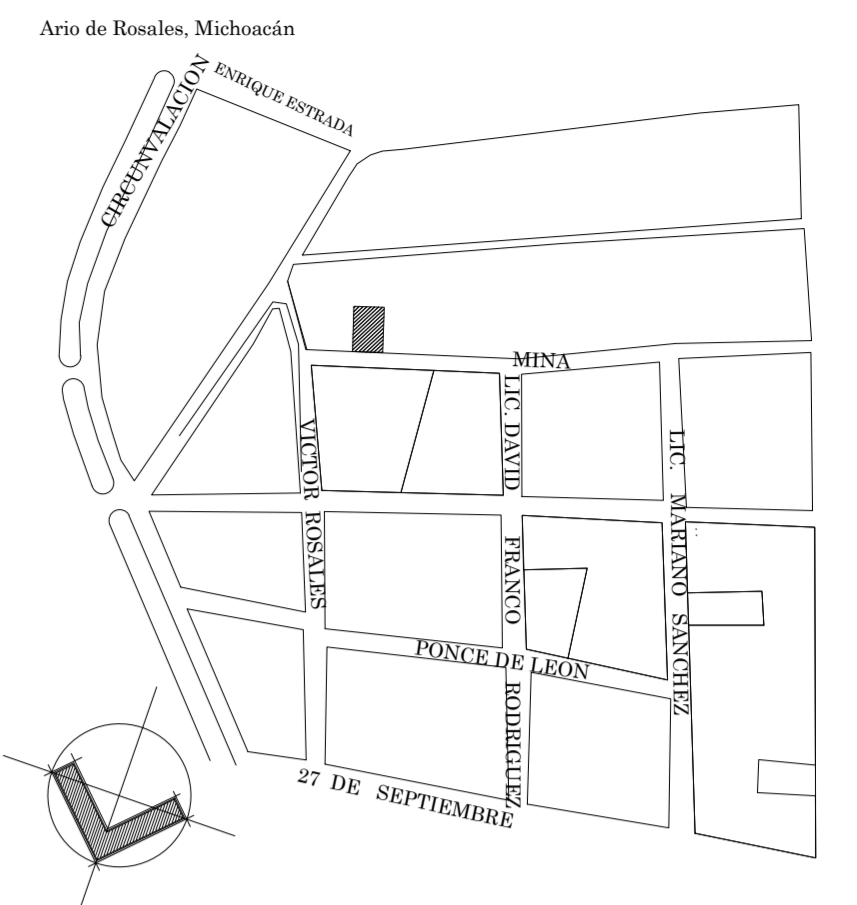 Ario de Rosales, Michoacán
CIRCUNVALACION
ENRIQUE ESTRADA
MINA
VICTOR ROSALES
LIC. DAVID FRANCO RODRIGUEZ
LIC. MARIANO SANCHEZ
PONCE DE LEON
27 DE SEPTIEMBRE